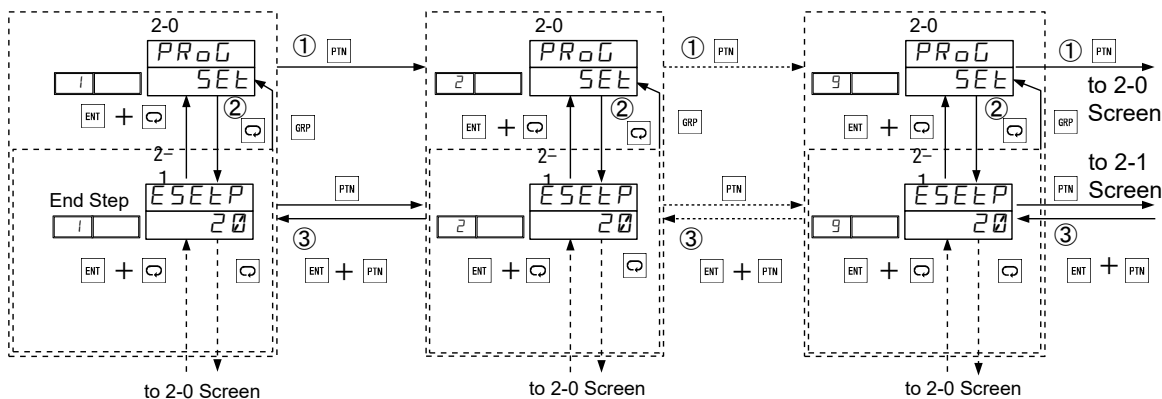 2-0 2-0 2-0
① PTN ① PTN ① PTN
PRoG PRoG PRoG
1 SEt 2 SEt 9 SEt
to 2-0
Screen
② ② ②
ENT + GRP ENT + GRP ENT + GRP
2-1 2-1 2-1
to 2-1
Screen
End Step ESEtP PTN ESEtP PTN ESEtP PTN
1 20 2 20 9 20
③ ③ ③
ENT + ENT + PTN ENT + ENT + PTN ENT + ENT + PTN
to 2-0 Screen to 2-0 Screen to 2-0 Screen